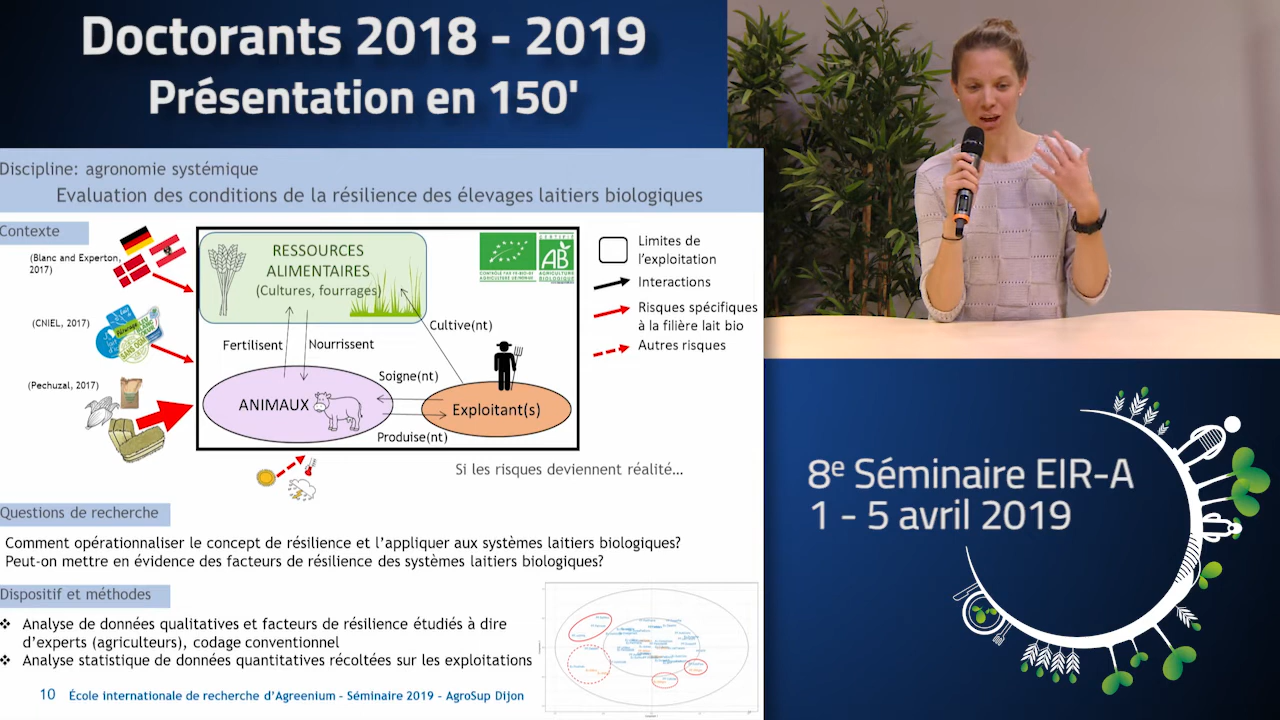 Doctorants 2018 - 2019
Présentation en 150'
Discipline: agronomie systémique
Evaluation des conditions de la résilience des élevages laitiers biologiques
Contexte
(Blanc and Experton,
2017)
(CNIEL, 2017)
(Pechuzal, 2017)
RESSOURCES
ALIMENTAIRES
(Cultures, fourrages)
CERTIFIÉ
AB
AGRICULTURE
BIOLOGIQUE
Fertilisent
Nourrissent
Cultive(nt)
Soigne(nt)
ANIMAUX
Exploitant(s)
Produise(nt)
Limites de
l'exploitation
Interactions
Risques spécifiques
à la filière lait bio
Autres risques
Si les risques deviennent réalité…
Questions de recherche
Comment opérationnaliser le concept de résilience et l'appliquer aux systèmes laitiers biologiques?
Peut-on mettre en évidence des facteurs de résilience des systèmes laitiers biologiques?
Dispositif et méthodes
❖ Analyse de données qualitatives et facteurs de résilience étudiés à dire
d'experts (agriculteurs), en bio et conventionnel
❖ Analyse statistique de données quantitatives récoltées sur les exploitations
10 École internationale de recherche d'Agreenium - Séminaire 2019 - AgroSup Dijon
8e Séminaire EIR-A
1 - 5 avril 2019